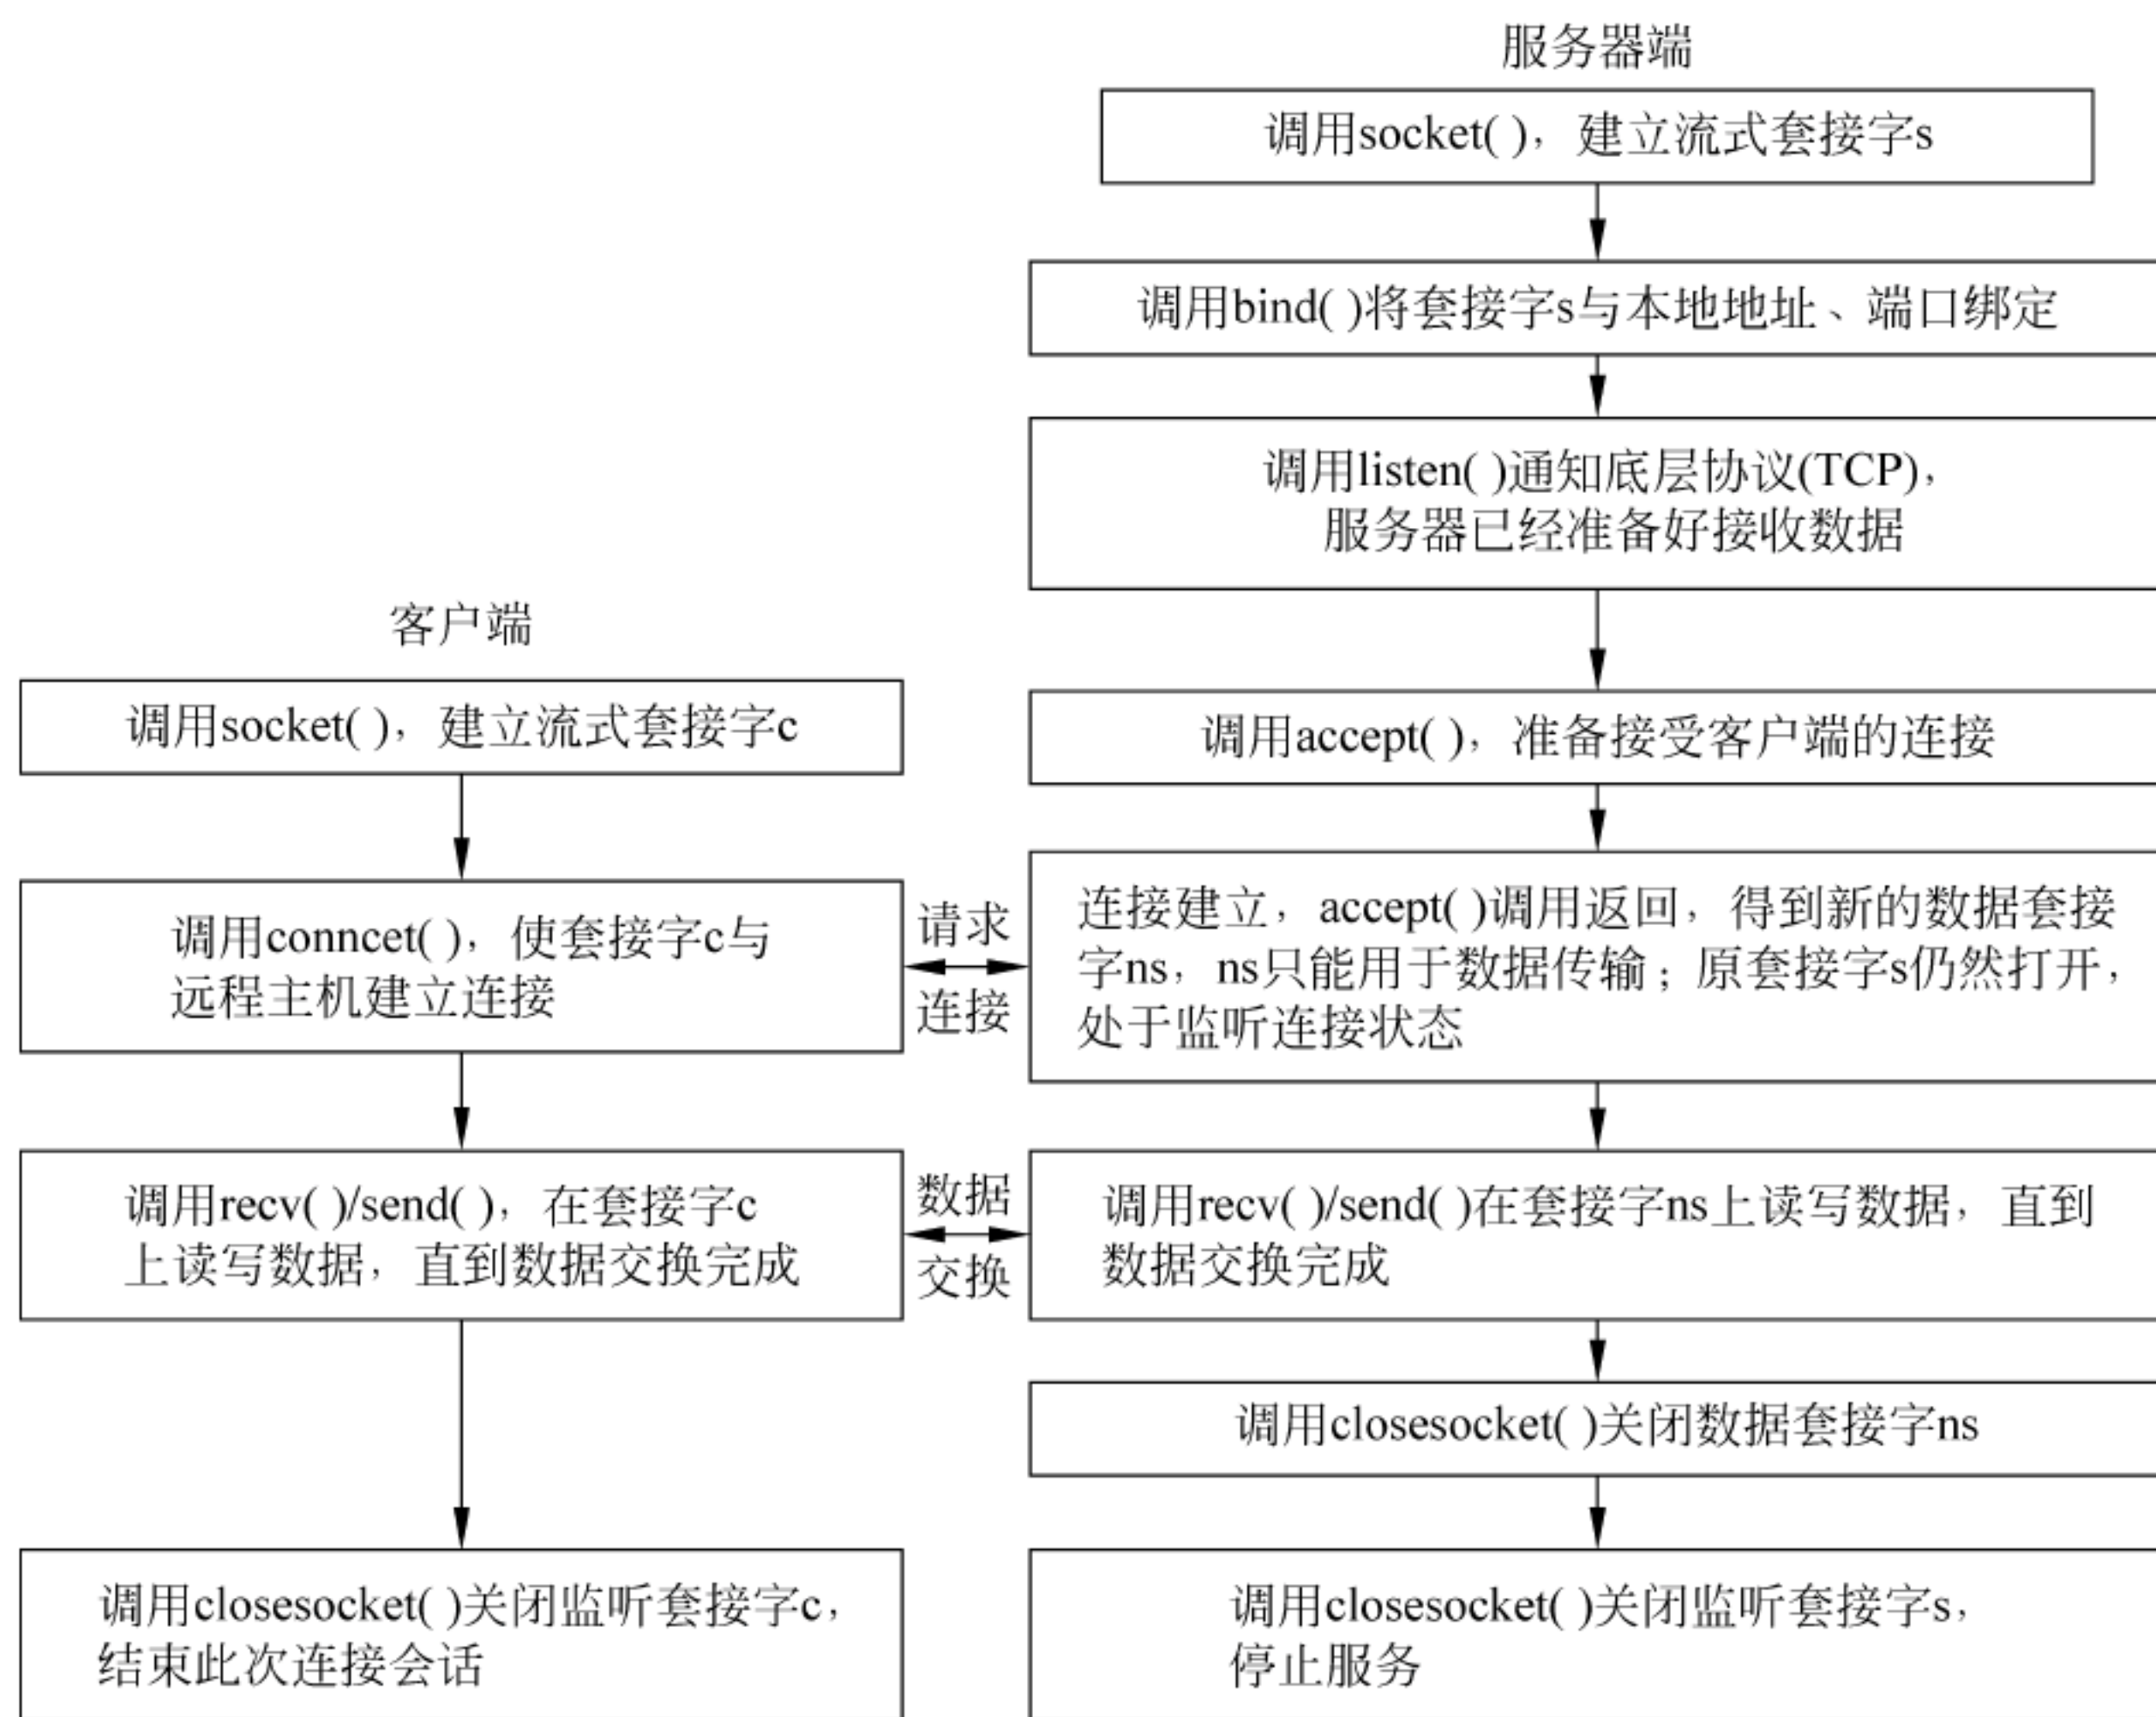 服务器端
调用socket( )，建立流式套接字s
调用bind( )将套接字s与本地地址、端口绑定
调用listen( )通知底层协议(TCP)，
服务器已经准备好接收数据
调用accept( )，准备接受客户端的连接
连接建立，accept( )调用返回，得到新的数据套接
字ns，ns只能用于数据传输；原套接字s仍然打开，
处于监听连接状态
调用recv( )/send( )在套接字ns上读写数据，直到
数据交换完成
调用closesocket( )关闭数据套接字ns
调用closesocket( )关闭监听套接字s，
停止服务
客户端
调用socket( )，建立流式套接字c
调用conncet( )，使套接字c与
远程主机建立连接
调用recv( )/send( )，在套接字c
上读写数据，直到数据交换完成
调用closesocket( )关闭监听套接字c，
结束此次连接会话
请求
连接
数据
交换